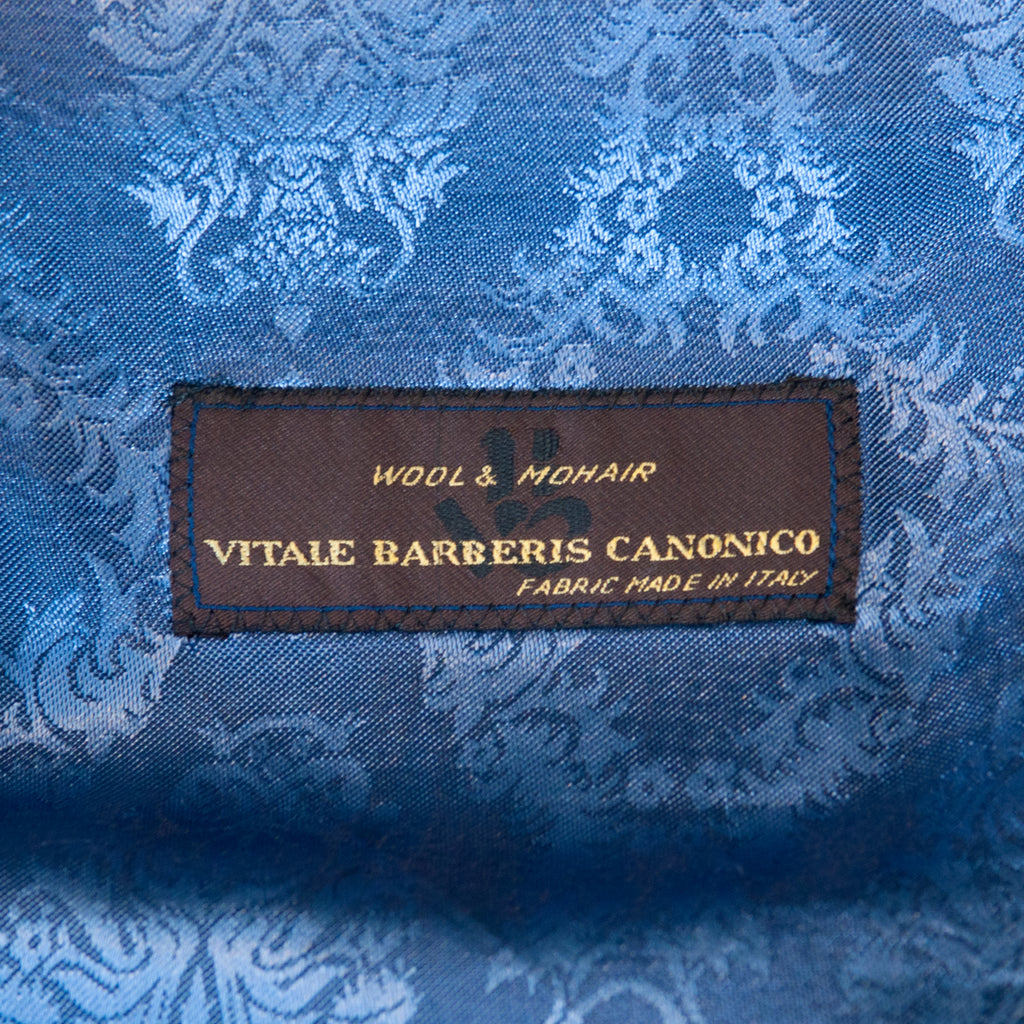 WOOL & MOHAIR
VITALE BARBERIS CANONICO
FABRIC MADE IN ITALY